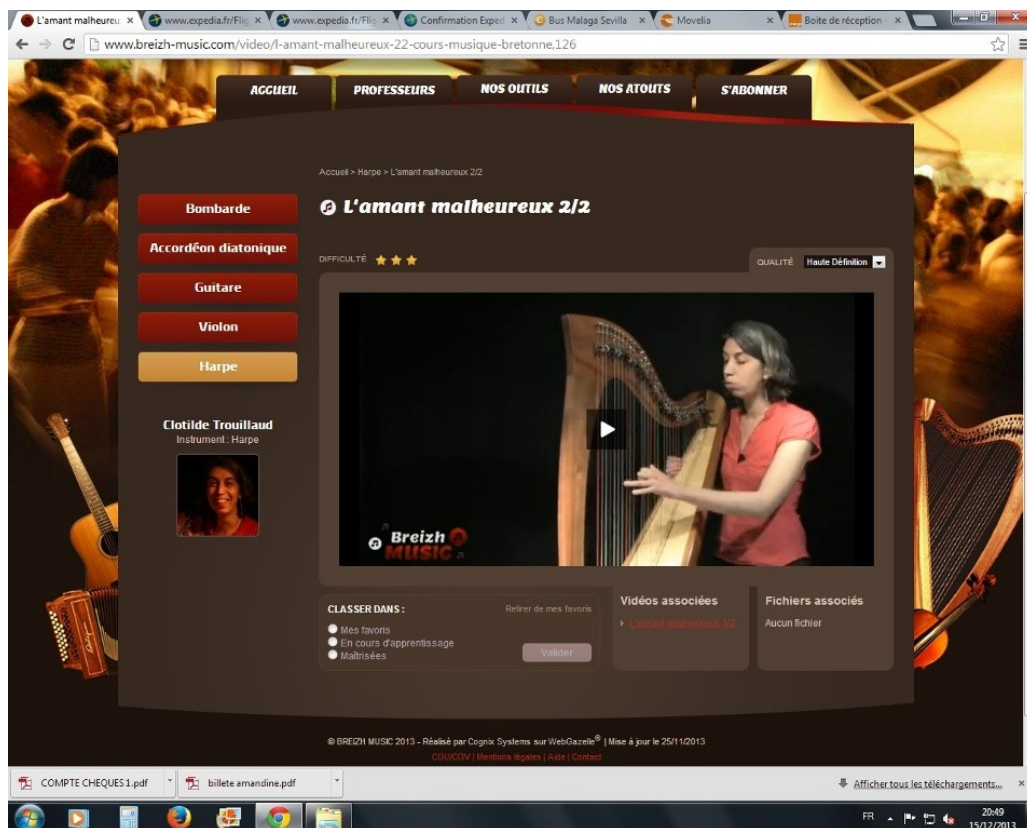 L'amant malheureu
www.expedia.fr/Flig
www.expedia.fr/Flig
Confirmation Exped
Bus Malaga Sevilla
Movelia
Boite de réception -
www.breizh-music.com/video/l-amant-malheureux-22-cours-musique-bretonne,126
ACCUEIL PROFESSEURS NOS OUTILS NOS ATOUTS S'ABONNER
Accueil > Harpe > L'amant malheureux 2/2
L'amant malheureux 2/2
Bombarde
Accordéon diatonique
Guitare
Violon
Harpe
DIFFICULTÉ
QUALITÉ Haute Définition
Clotilde Trouillaud
Instrument : Harpe
Breizh
MUSIC
CLASSER DANS :
Retirer de mes favoris
Mes favoris
En cours d'apprentissage
Maîtrisées
Valider
Vidéos associées
L'amant malheureux 1/2
Fichiers associés
Aucun fichier
© BREIZH MUSIC 2013 - Réalisé par Cognix Systems sur WebGazelle® | Mise à jour le 25/11/2013
CGU/CGV | Mentions légales | Aide | Contact
COMPTE CHEQUES 1.pdf
billete amandine.pdf
Afficher tous les téléchargements...
FR
20:49
15/12/2013